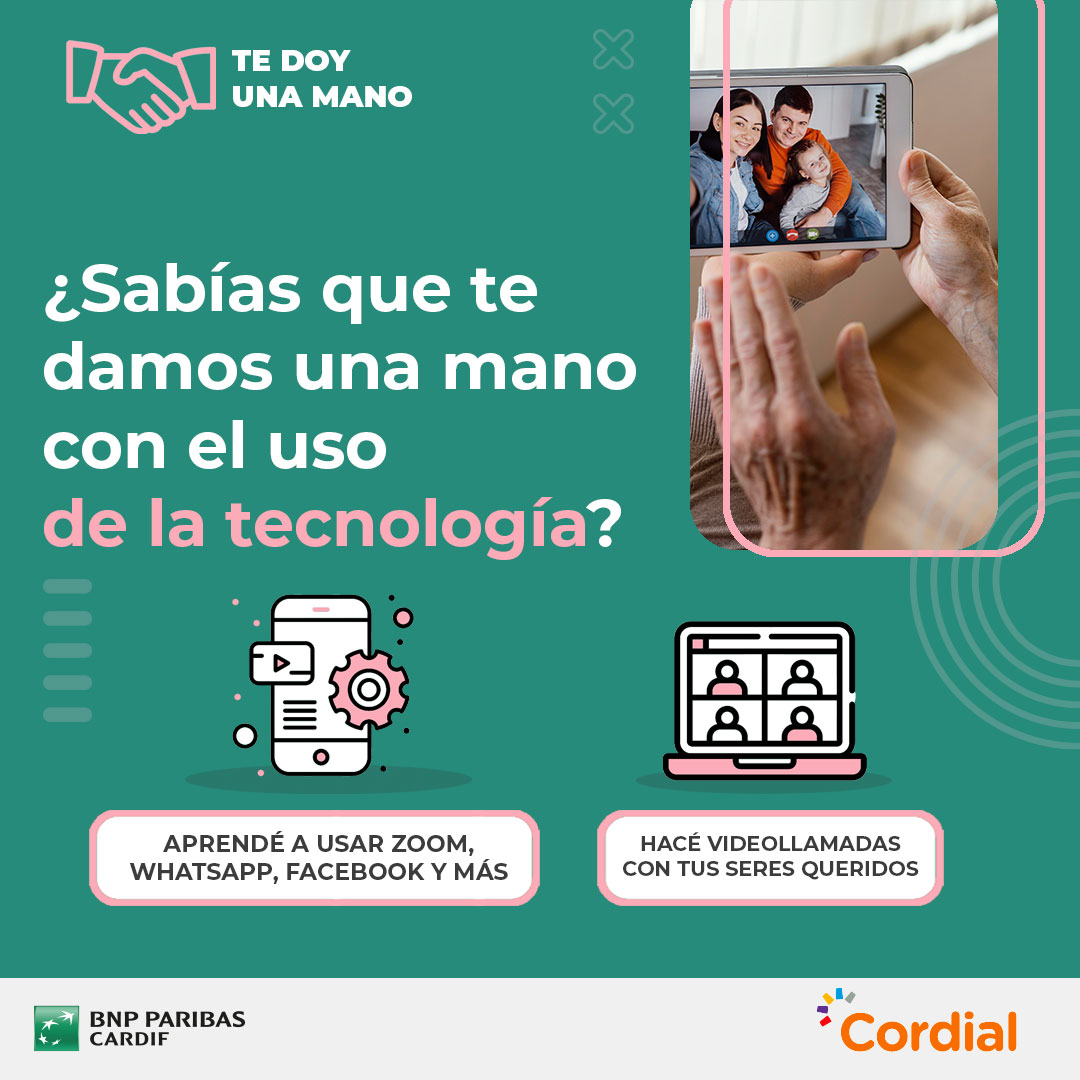 TE DOY
UNA MANO
¿Sabías que te
damos una mano
con el uso
de la tecnología?
APRENDÉ A USAR ZOOM,
WHATSAPP, FACEBOOK Y MÁS
HACÉ VIDEOLLAMADAS
CON TUS SERES QUERIDOS
BNP PARIBAS
CARDIF
Cordial